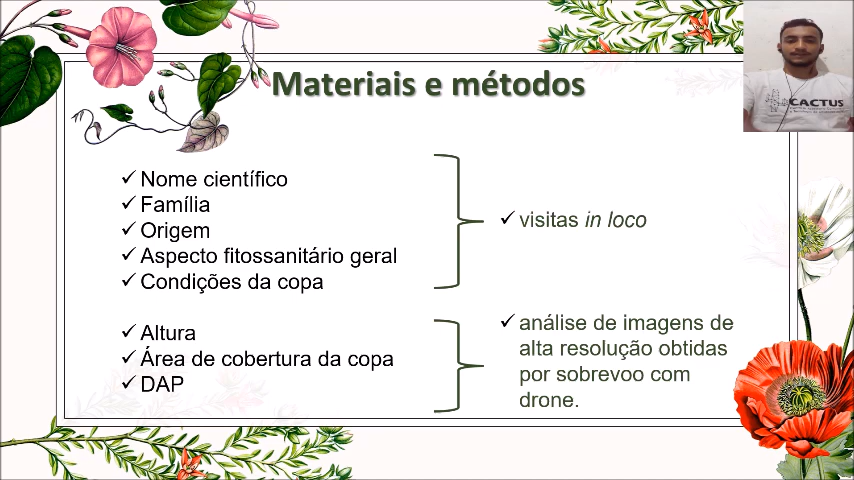 Materiais e métodos
CACTUS
✓ Nome científico
✓ Família
✓ Origem
✓ Aspecto fitossanitário geral
✓ Condições da copa
✓ visitas in loco
✓ Altura
✓ Área de cobertura da copa
✓ DAP
✓ análise de imagens de
alta resolução obtidas
por sobrevoo com
drone.